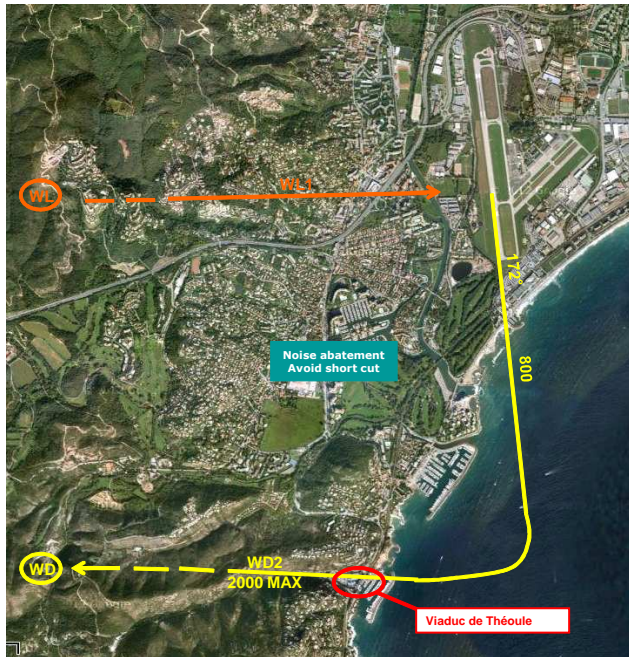 WL
WL1
172°
800
Noise abatement
Avoid short cut
WD
WD2
2000 MAX
Viaduc de Théoule